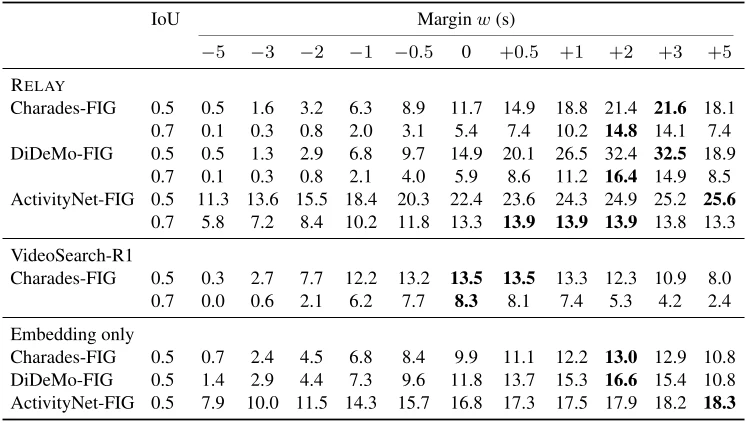 IoU Margin w (s)
−5 −3 −2 −1 −0.5 0 +0.5 +1 +2 +3 +5
RELAY
Charades-FIG 0.5 0.5 1.6 3.2 6.3 8.9 11.7 14.9 18.8 21.4 21.6 18.1
0.7 0.1 0.3 0.8 2.0 3.1 5.4 7.4 10.2 14.8 14.1 7.4
DiDeMo-FIG 0.5 0.5 1.3 2.9 6.8 9.7 14.9 20.1 26.5 32.4 32.5 18.9
0.7 0.1 0.3 0.8 2.1 4.0 5.9 8.6 11.2 16.4 14.9 8.5
ActivityNet-FIG 0.5 11.3 13.6 15.5 18.4 20.3 22.4 23.6 24.3 24.9 25.2 25.6
0.7 5.8 7.2 8.4 10.2 11.8 13.3 13.9 13.9 13.9 13.8 13.3
VideoSearch-R1
Charades-FIG 0.5 0.3 2.7 7.7 12.2 13.2 13.5 13.5 13.3 12.3 10.9 8.0
0.7 0.0 0.6 2.1 6.2 7.7 8.3 8.1 7.4 5.3 4.2 2.4
Embedding only
Charades-FIG 0.5 0.7 2.4 4.5 6.8 8.4 9.9 11.1 12.2 13.0 12.9 10.8
DiDeMo-FIG 0.5 1.4 2.9 4.4 7.3 9.6 11.8 13.7 15.3 16.6 15.4 10.8
ActivityNet-FIG 0.5 7.9 10.0 11.5 14.3 15.7 16.8 17.3 17.5 17.9 18.2 18.3